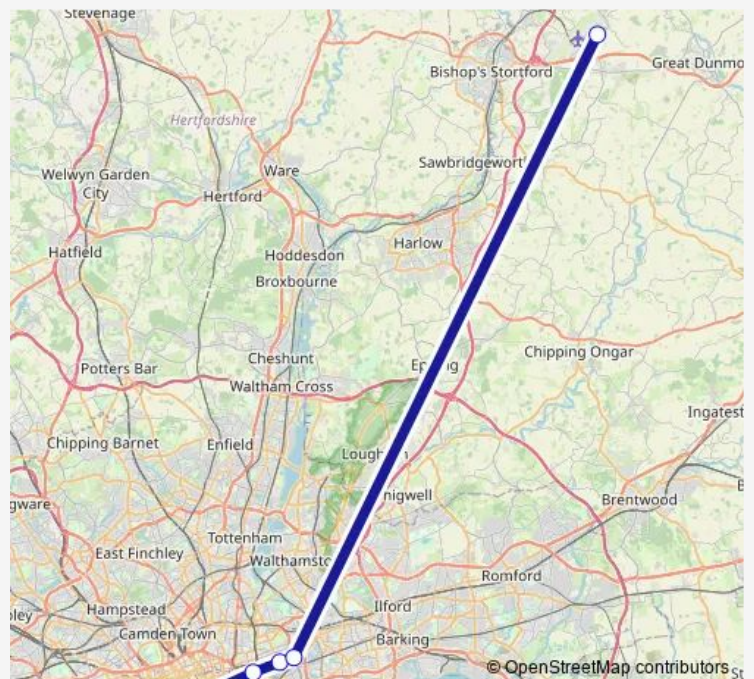 Stevenage
Bishop's Stortford
Great Dunmo
Hertfordshire
Sawbridgewort
Welwyn Garden
City
Ware
Hertford
Hatfield
Hoddesdon
Harlow
Broxbourne
Potters Bar
Cheshunt
Waltham Cross
Chipping Ongar
Chipping Barnet
Enfield
Ingatest
nigwell
Brentwood
gware
Tottenham
East Finchley
Walthamsto
Romford
Hampstead
Ilford
pley
Camden Town
Barking
© OpenStreetMap contributors